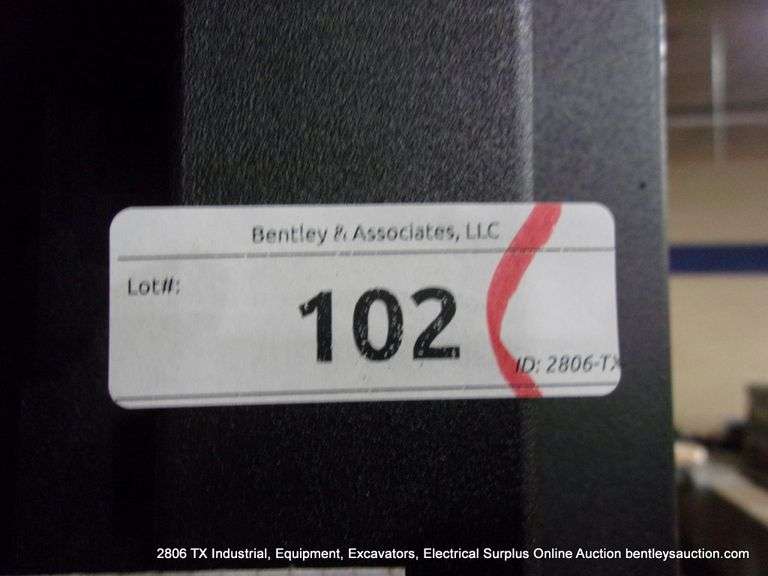 Bentley & Associates, LLC
Lot#:
102
ID: 2806-TX
2806 TX Industrial, Equipment, Excavators, Electrical Surplus Online Auction bentleysauction.com